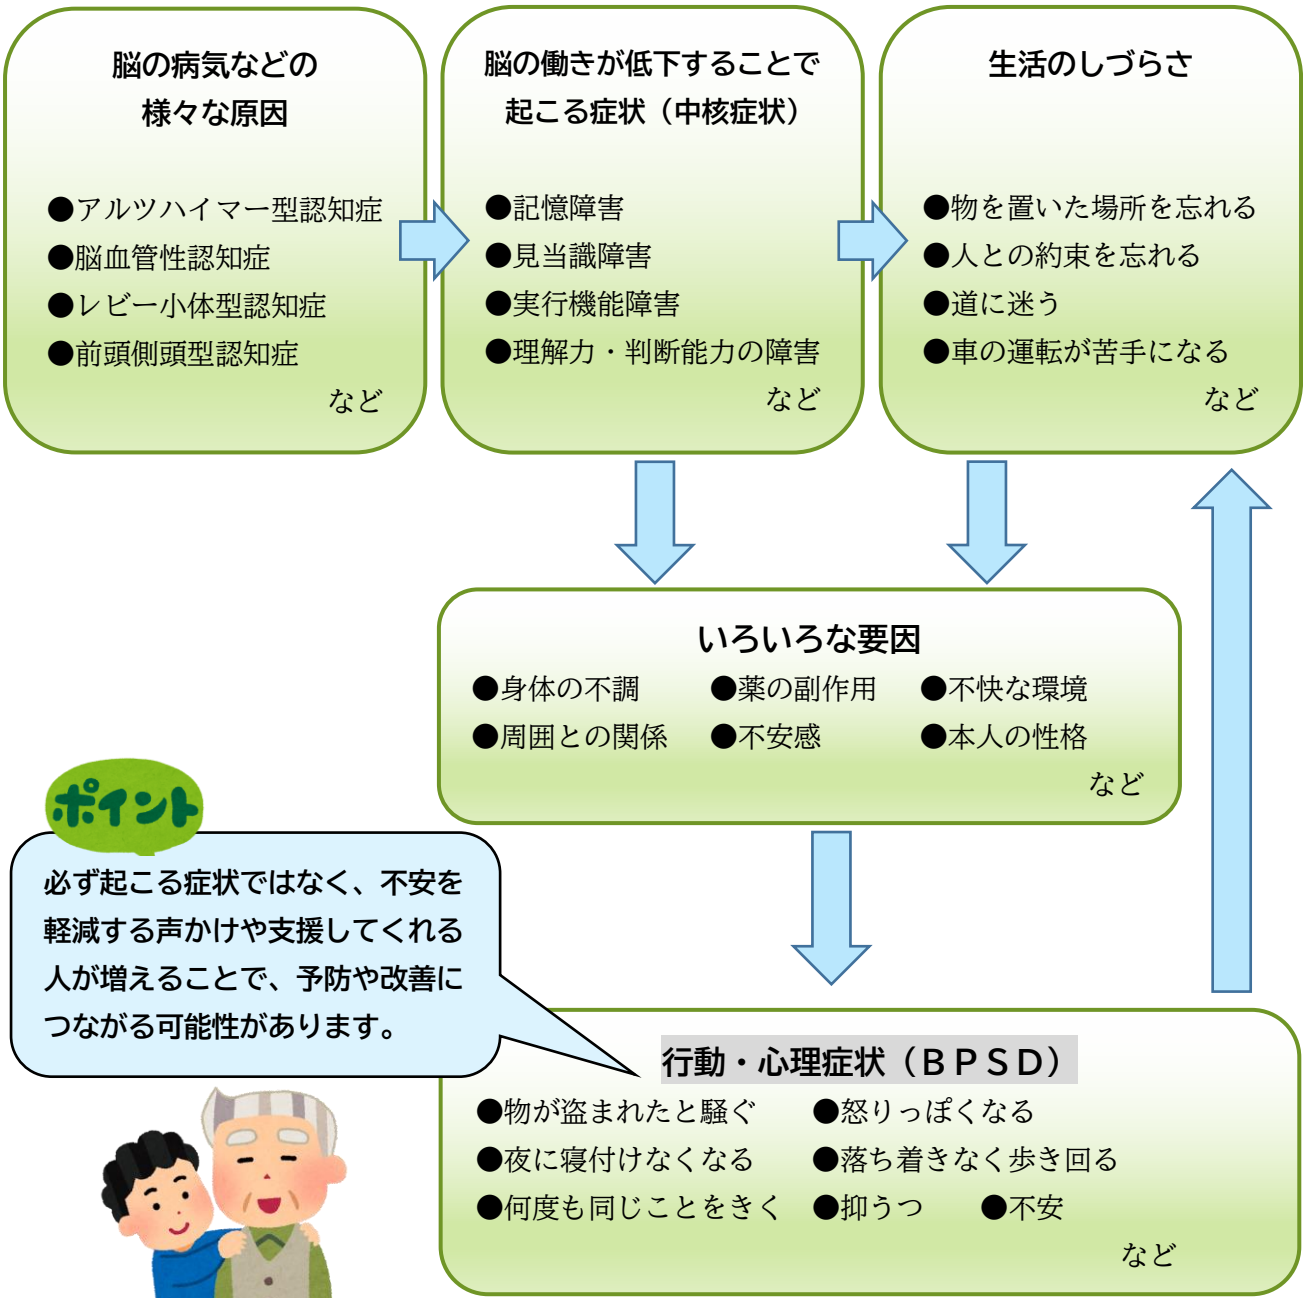 脳の病気などの
様々な原因
●アルツハイマー型認知症
●脳血管性認知症
●レビー小体型認知症
●前頭側頭型認知症
など
脳の働きが低下することで
起こる症状（中核症状）
●記憶障害
●見当識障害
●実行機能障害
●理解力・判断能力の障害
など
生活のしづらさ
●物を置いた場所を忘れる
●人との約束を忘れる
●道に迷う
●車の運転が苦手になる
など
いろいろな要因
●身体の不調 ●薬の副作用 ●不快な環境
●周囲との関係 ●不安感 ●本人の性格
など
ポイント
必ず起こる症状ではなく、不安を
軽減する声かけや支援してくれる
人が増えることで、予防や改善に
つながる可能性があります。
行動・心理症状（ＢＰＳＤ）
●物が盗まれたと騒ぐ ●怒りっぽくなる
●夜に寝付けなくなる ●落ち着きなく歩き回る
●何度も同じことをきく ●抑うつ ●不安
など